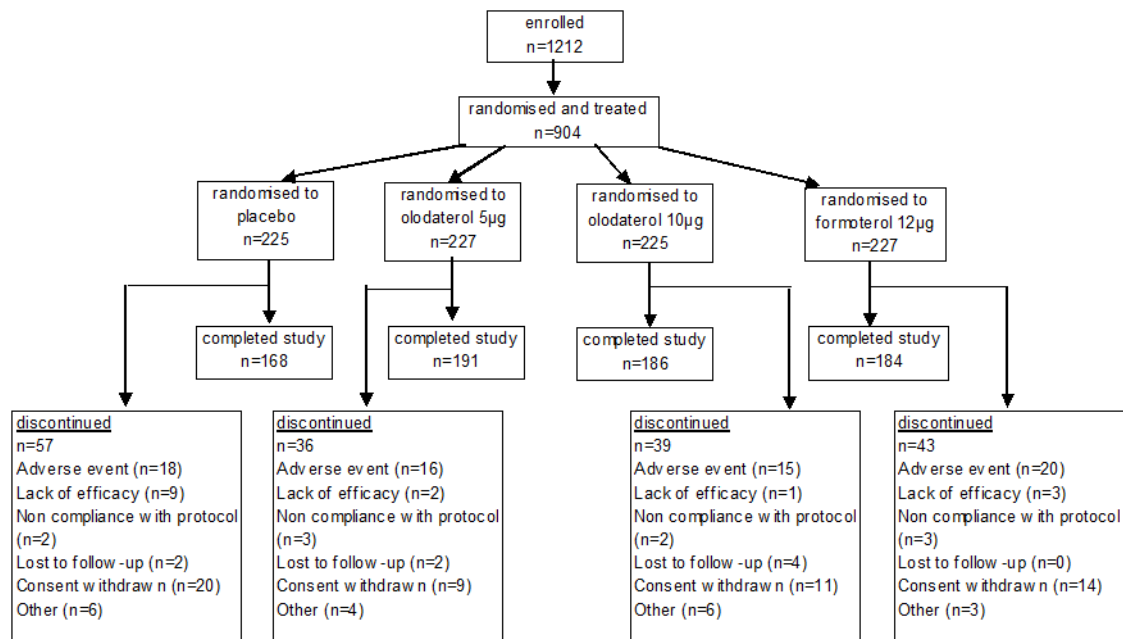 enrolled
n=1212
randomised and treated
n=904
randomised to
placebo
n=225
randomised to
olodaterol 5µg
n=227
randomised to
olodaterol 10µg
n=225
randomised to
formoterol 12µg
n=227
completed study
n=168
completed study
n=191
completed study
n=186
completed study
n=184
discontinued
n=57
Adverse event (n=18)
Lack of efficacy (n=9)
Non compliance with protocol
(n=2)
Lost to follow-up (n=2)
Consent withdrawn (n=20)
Other (n=6)
discontinued
n=36
Adverse event (n=16)
Lack of efficacy (n=2)
Non compliance with protocol
(n=3)
Lost to follow-up (n=2)
Consent withdrawn (n=9)
Other (n=4)
discontinued
n=39
Adverse event (n=15)
Lack of efficacy (n=1)
Non compliance with protocol
(n=2)
Lost to follow-up (n=4)
Consent withdrawn (n=11)
Other (n=6)
discontinued
n=43
Adverse event (n=20)
Lack of efficacy (n=3)
Non compliance with protocol
(n=3)
Lost to follow-up (n=0)
Consent withdrawn (n=14)
Other (n=3)